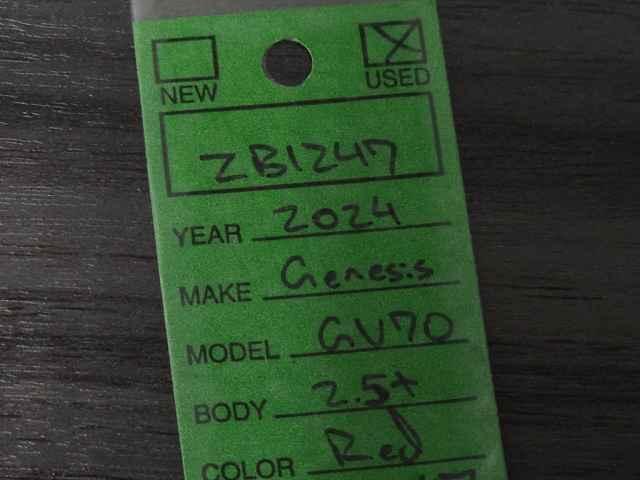 NEW USED
ZB1247
YEAR 2024
MAKE Genesis
MODEL GV70
BODY 2.5t
COLOR Red